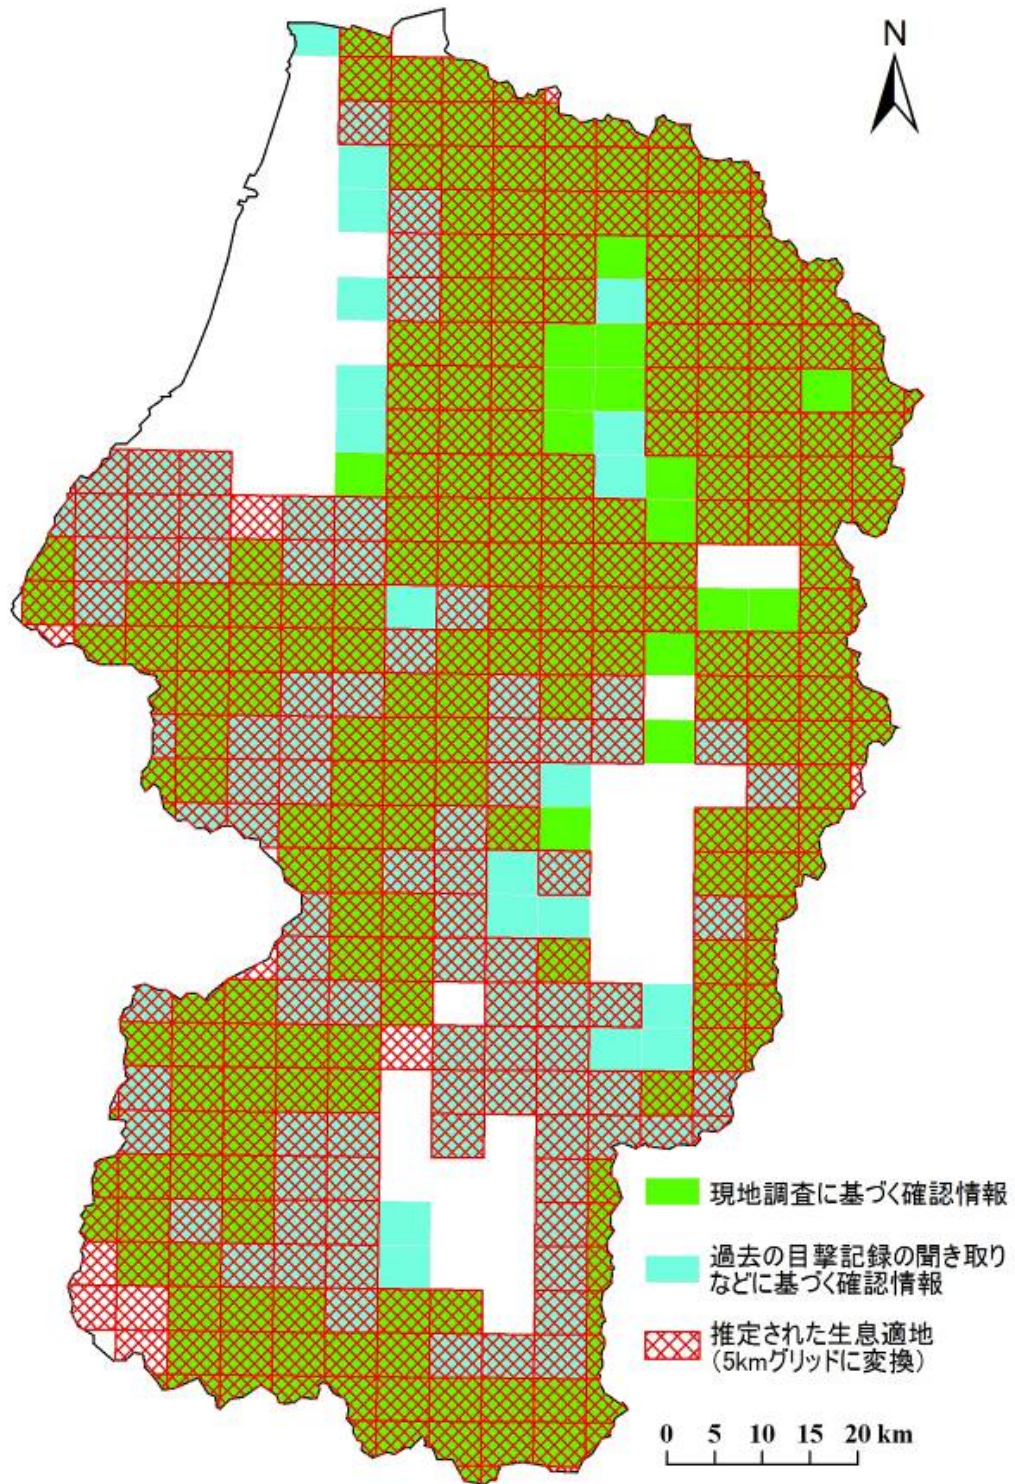 N
現地調査に基づく確認情報
過去の目撃記録の聞き取り
などに基づく確認情報
推定された生息適地
（5kmグリッドに変換）
0 5 10 15 20 km